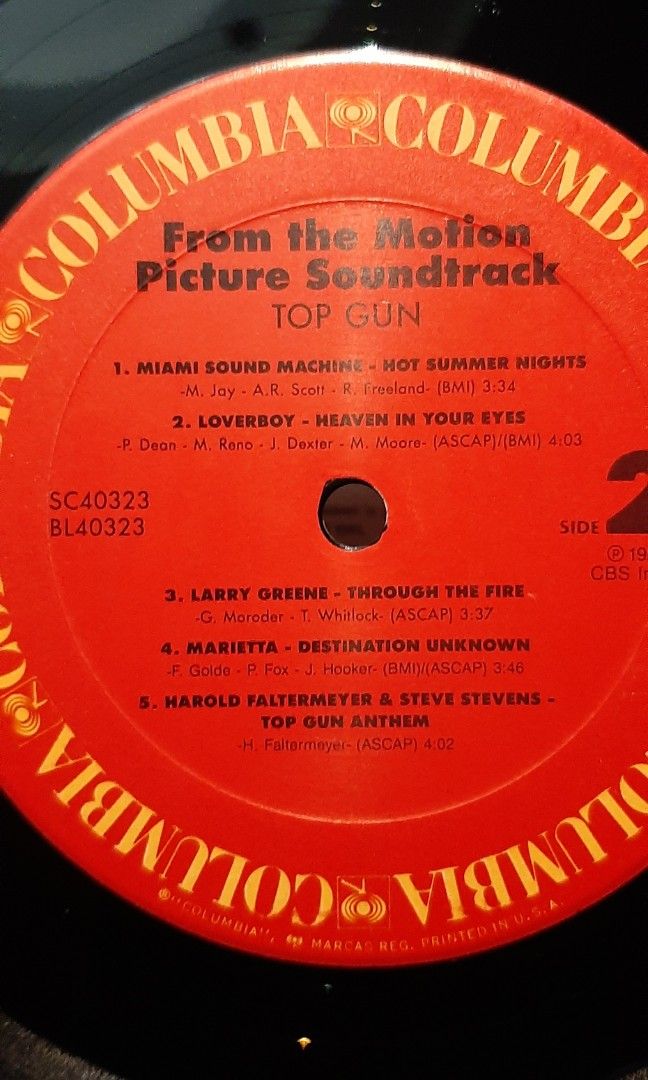 COLUMBIA COLUMBIA
From the Motion
Picture Soundtrack
TOP GUN
1. MIAMI SOUND MACHINE - HOT SUMMER NIGHTS
-M. Jay - A.R. Scott - R. Freeland- (BMI) 3:34
2. LOVERBOY - HEAVEN IN YOUR EYES
-P. Dean - M. Reno - J. Dexter - M. Moore- (ASCAP)/(BMI) 4:03
SC40323
BL40323
SIDE 2
℗ 19
CBS In
3. LARRY GREENE - THROUGH THE FIRE
-G. Moroder - T. Whitlock- (ASCAP) 3:37
4. MARIETTA - DESTINATION UNKNOWN
-F. Golde - P. Fox - J. Hooker- (BMI)/(ASCAP) 3:46
5. HAROLD FALTERMEYER & STEVE STEVENS -
TOP GUN ANTHEM
-H. Faltermeyer- (ASCAP) 4:02
COLUMBIA COLUMBIA
® "COLUMBIA", MARCAS REG. PRINTED IN U.S.A.